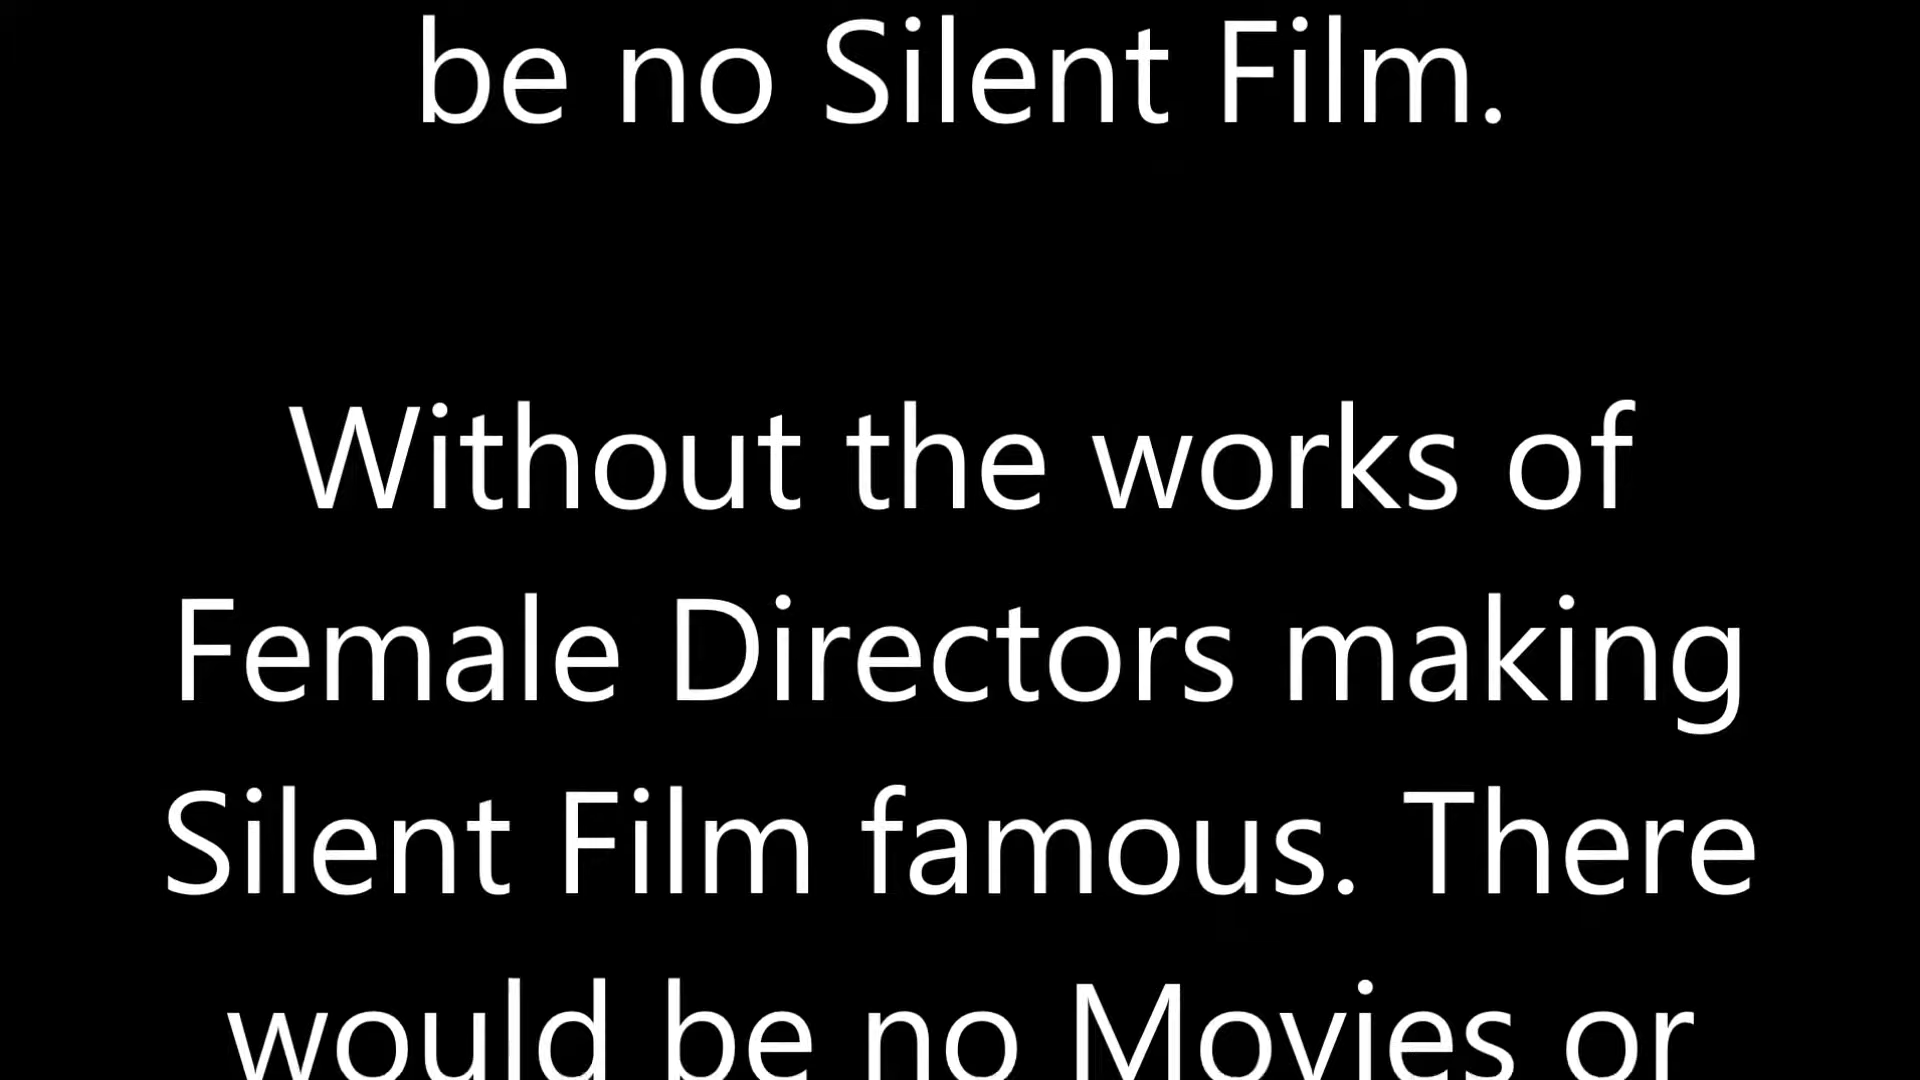 be no Silent Film.
Without the works of
Female Directors making
Silent Film famous. There
would be no Movies or